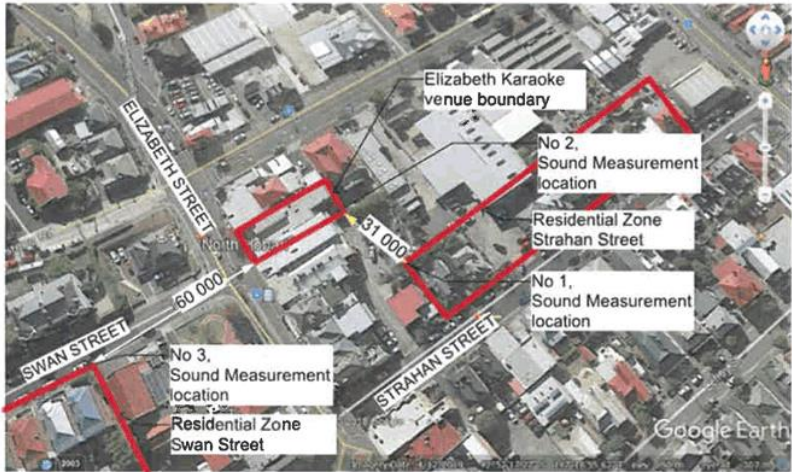 Elizabeth Karaoke
venue boundary
ELIZABETH STREET
No 2,
Sound Measurement
location
Residential Zone
Strahan Street
31 000
North
60 000
No 1,
Sound Measurement
location
SWAN STREET
No 3,
Sound Measurement
location
STRAHAN STREET
Residential Zone
Swan Street
Google Earth
2003